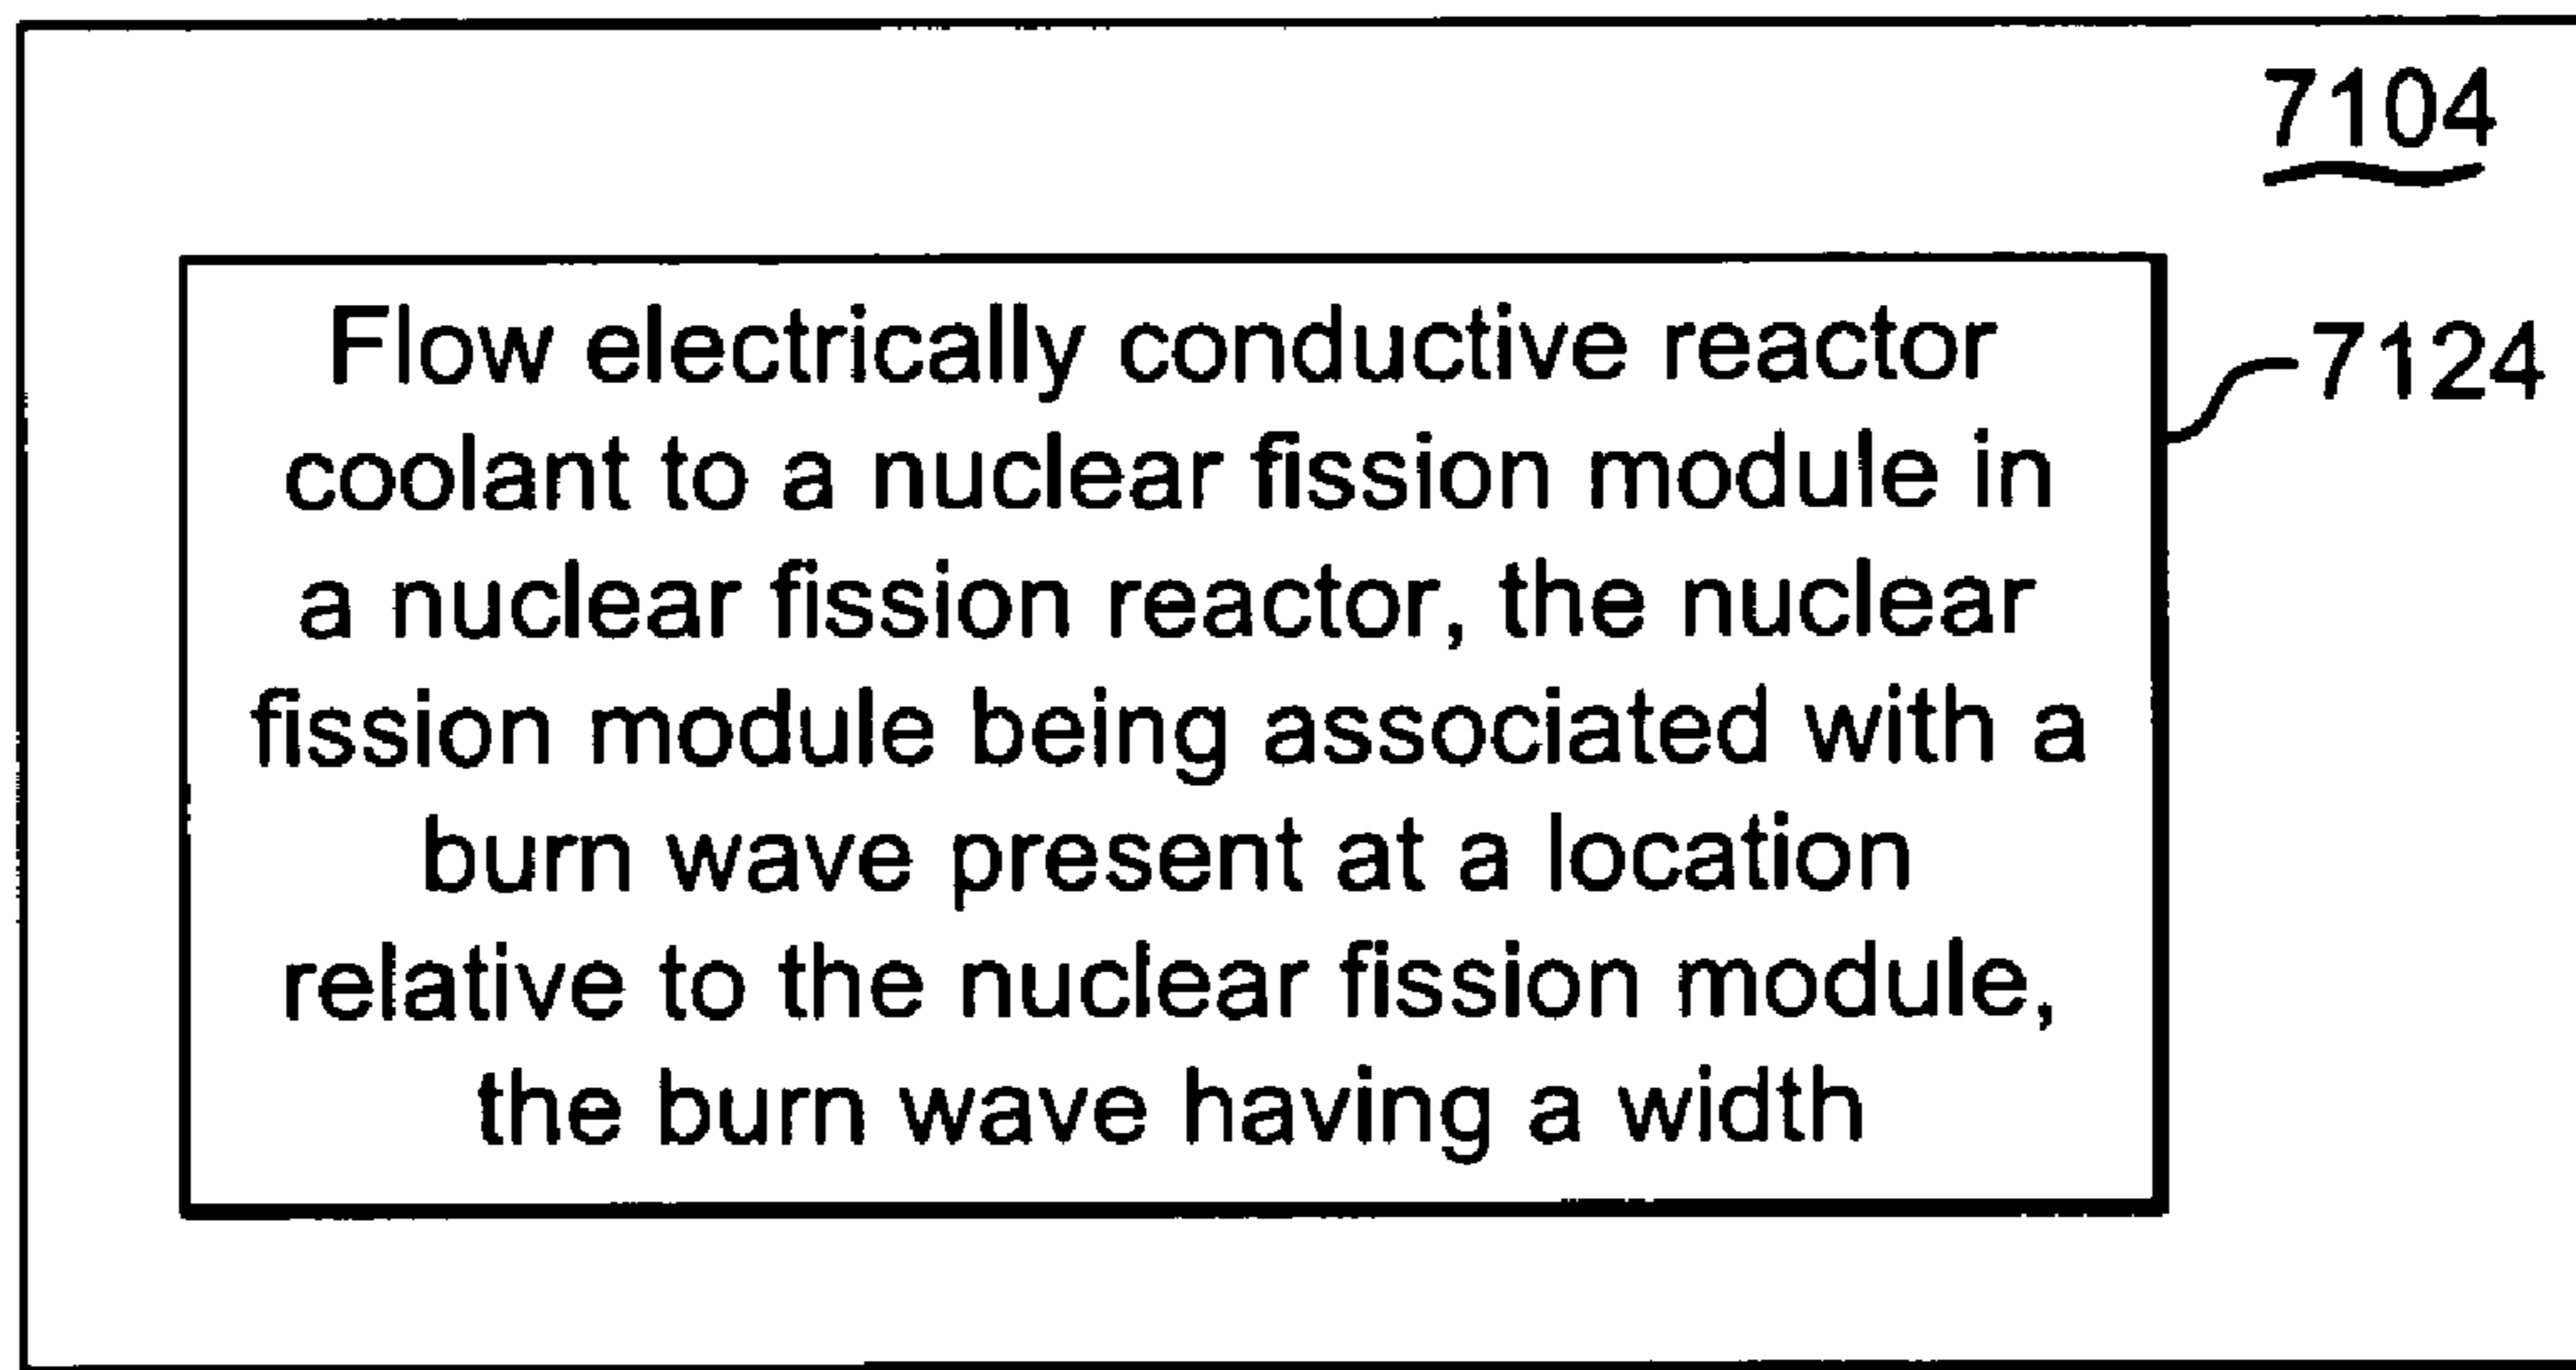 7104
Flow electrically conductive reactor
coolant to a nuclear fission module in
a nuclear fission reactor, the nuclear
fission module being associated with a
burn wave present at a location
relative to the nuclear fission module,
the burn wave having a width
7124